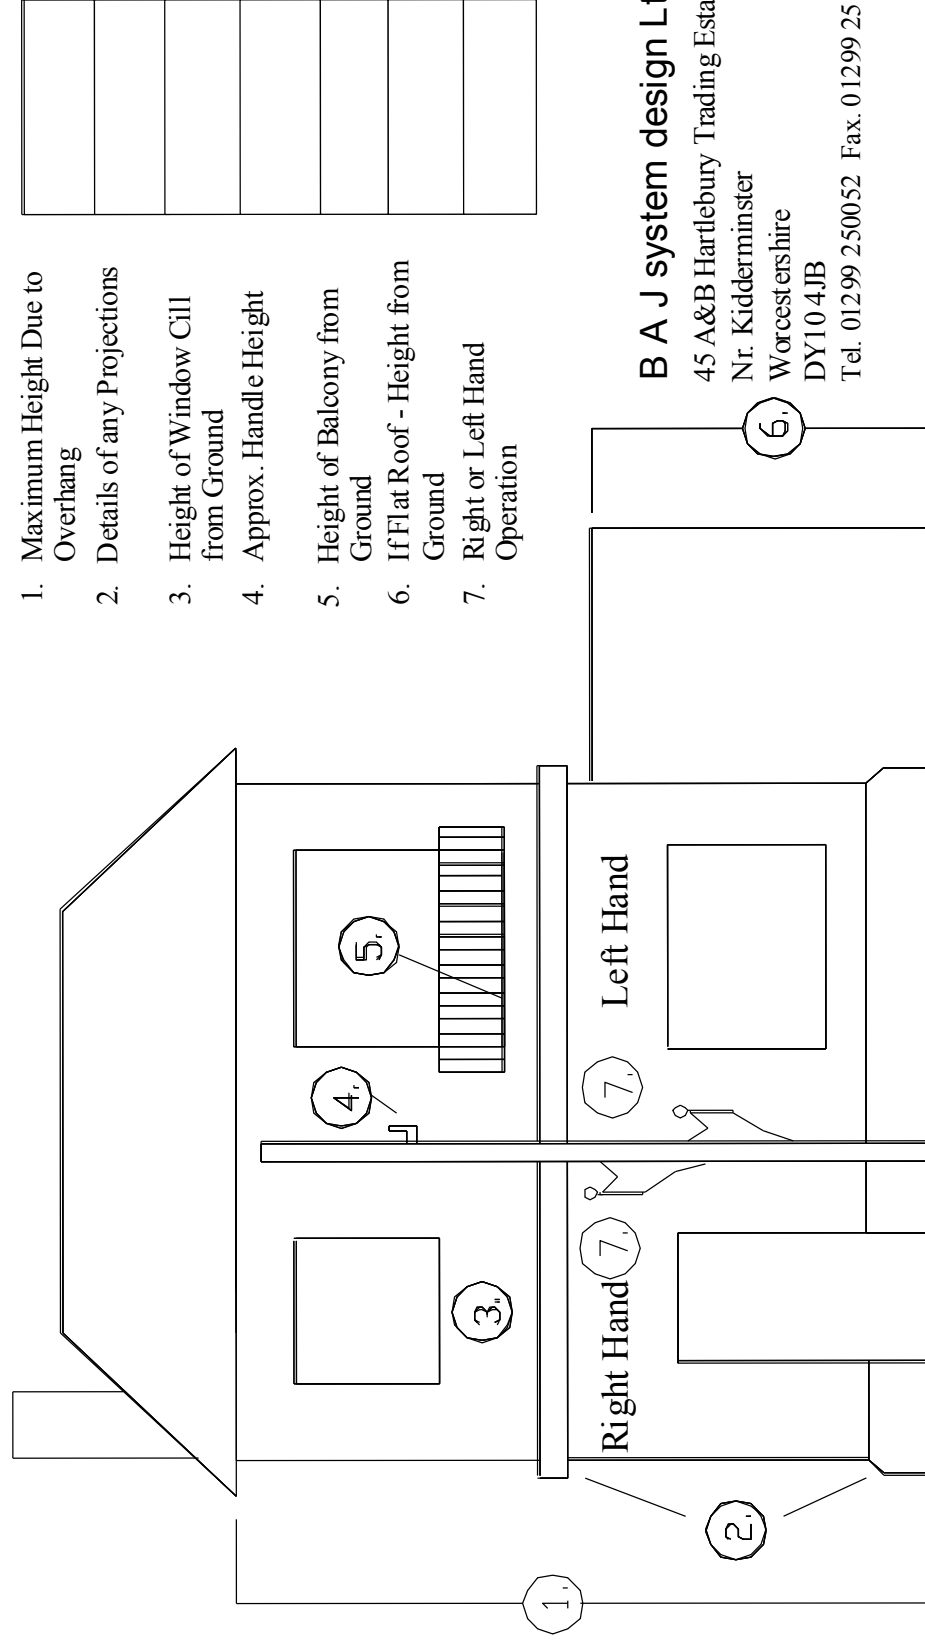 1. Maximum Height Due to
Overhang
2. Details of any Projections
3. Height of Window Cill
from Ground
4. Approx. Handle Height
5. Height of Balcony from
Ground
6. If Flat Roof - Height from
Ground
7. Right or Left Hand
Operation
B A J system design Lt
45 A&B Hartlebury Trading Esta
Nr. Kidderminster
Worcestershire
DY10 4JB
Tel. 01299 250052 Fax. 01299 25
1.
2.
3.
4.
5.
6.
7.
7.
Right Hand
Left Hand